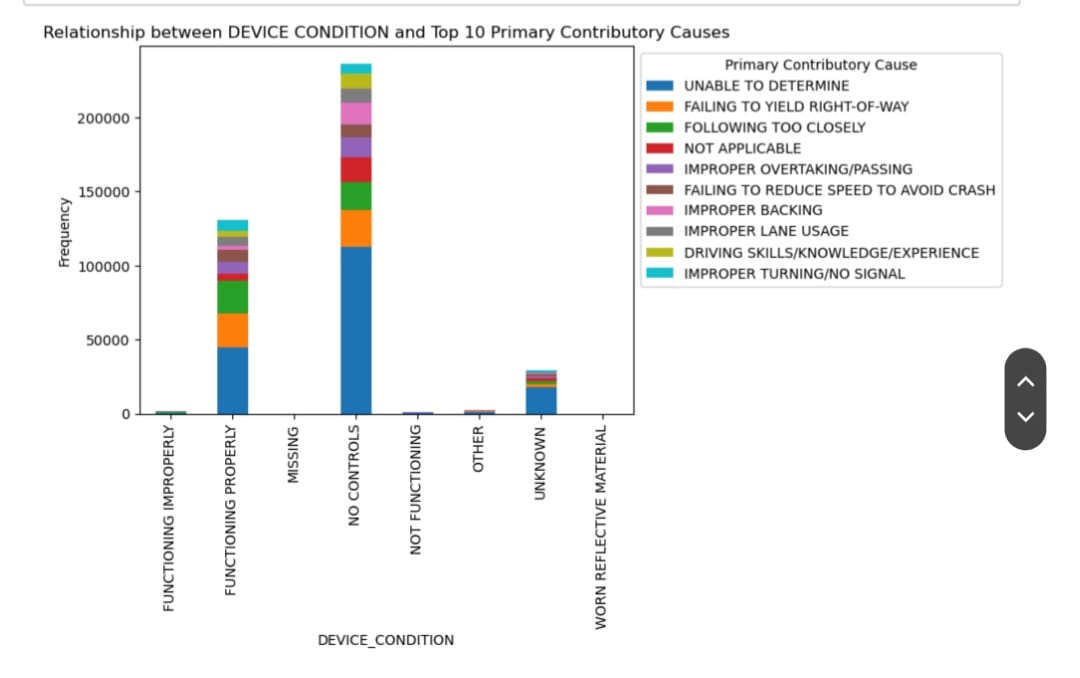 Relationship between DEVICE CONDITION and Top 10 Primary Contributory Causes
Primary Contributory Cause
UNABLE TO DETERMINE
FAILING TO YIELD RIGHT-OF-WAY
FOLLOWING TOO CLOSELY
NOT APPLICABLE
IMPROPER OVERTAKING/PASSING
FAILING TO REDUCE SPEED TO AVOID CRASH
IMPROPER BACKING
IMPROPER LANE USAGE
DRIVING SKILLS/KNOWLEDGE/EXPERIENCE
IMPROPER TURNING/NO SIGNAL
Frequency
200000
150000
100000
50000
0
FUNCTIONING IMPROPERLY
FUNCTIONING PROPERLY
MISSING
NO CONTROLS
NOT FUNCTIONING
OTHER
UNKNOWN
WORN REFLECTIVE MATERIAL
DEVICE_CONDITION